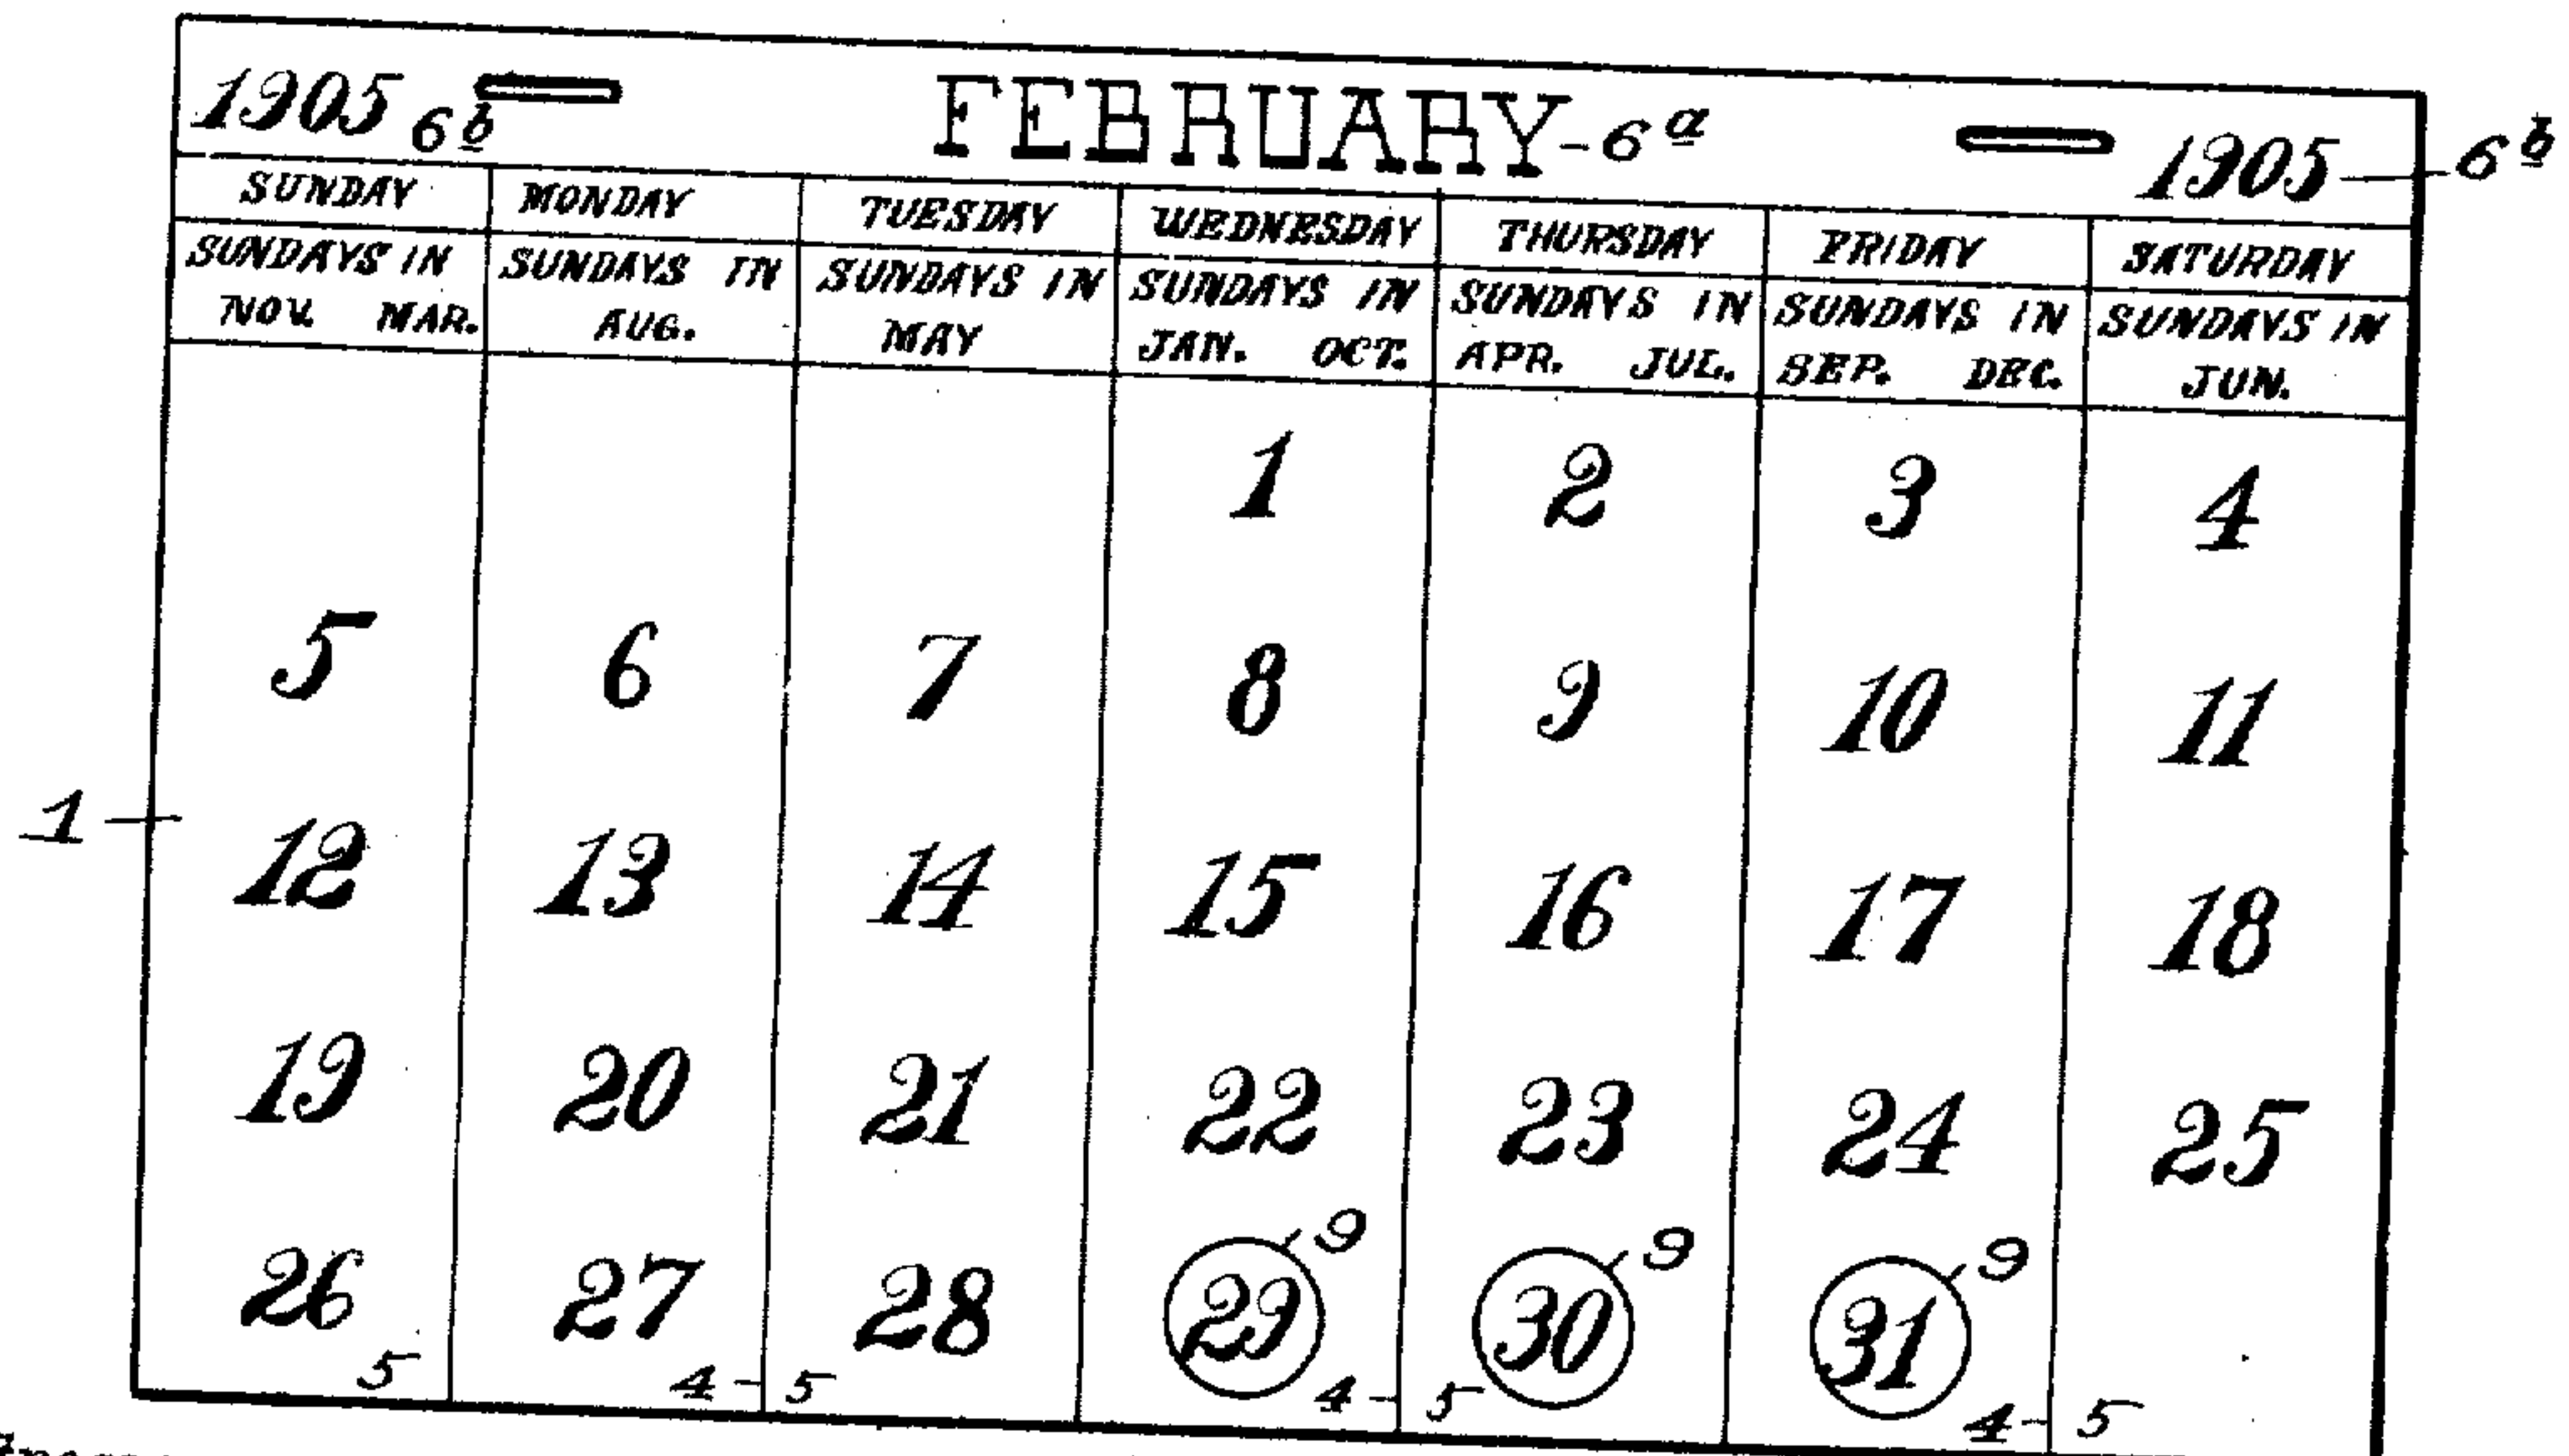 1905 6b FEBRUARY - 6a 1905 6b
SUNDAY MONDAY TUESDAY WEDNESDAY THURSDAY FRIDAY SATURDAY
SUNDAYS IN SUNDAYS IN SUNDAYS IN SUNDAYS IN SUNDAYS IN SUNDAYS IN SUNDAYS IN
NOV. MAR. AUG. MAY JAN. OCT. APR. JUL. SEP. DEC. JUN.
1 2 3 4
5 6 7 8 9 10 11
1
12 13 14 15 16 17 18
19 20 21 22 23 24 25
9 9 9
26 27 28 29 30 31
5 4 5 4 5 4 5